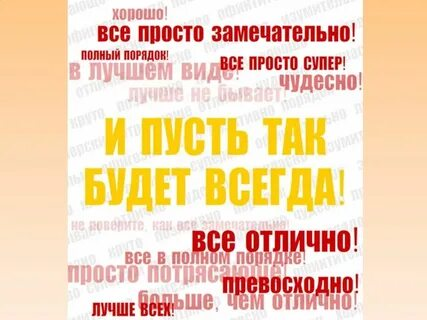 хорошо!
все просто замечательно!
полный порядок!
все просто супер!
в лучшем виде!
чудесно!
лучше не бывает!
И ПУСТЬ ТАК
БУДЕТ ВСЕГДА!
не поверите, как все замечательно!
все отлично!
все в полном порядке!
просто потрясающе!
превосходно!
больше, чем отлично!
лучше всех!